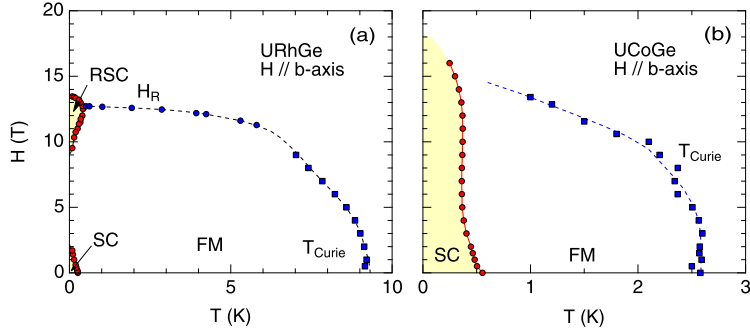 (a)
URhGe
H // b-axis
RSC
H_R
SC
FM
T_Curie
H (T)
20
15
10
5
0
0
5
10
T (K)
(b)
UCoGe
H // b-axis
T_Curie
SC
FM
0
1
2
3
T (K)